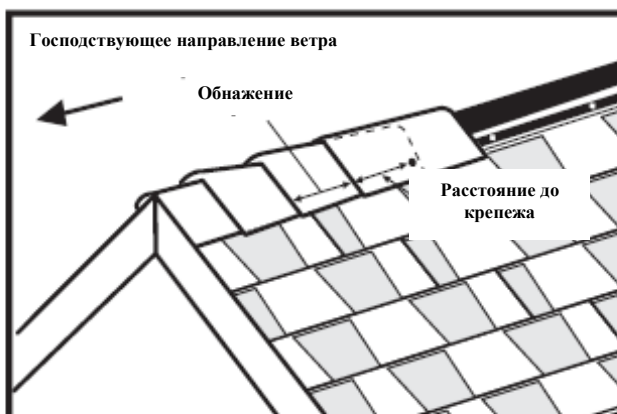 Господствующее направление ветра
Обнажение
Расстояние до
крепежа